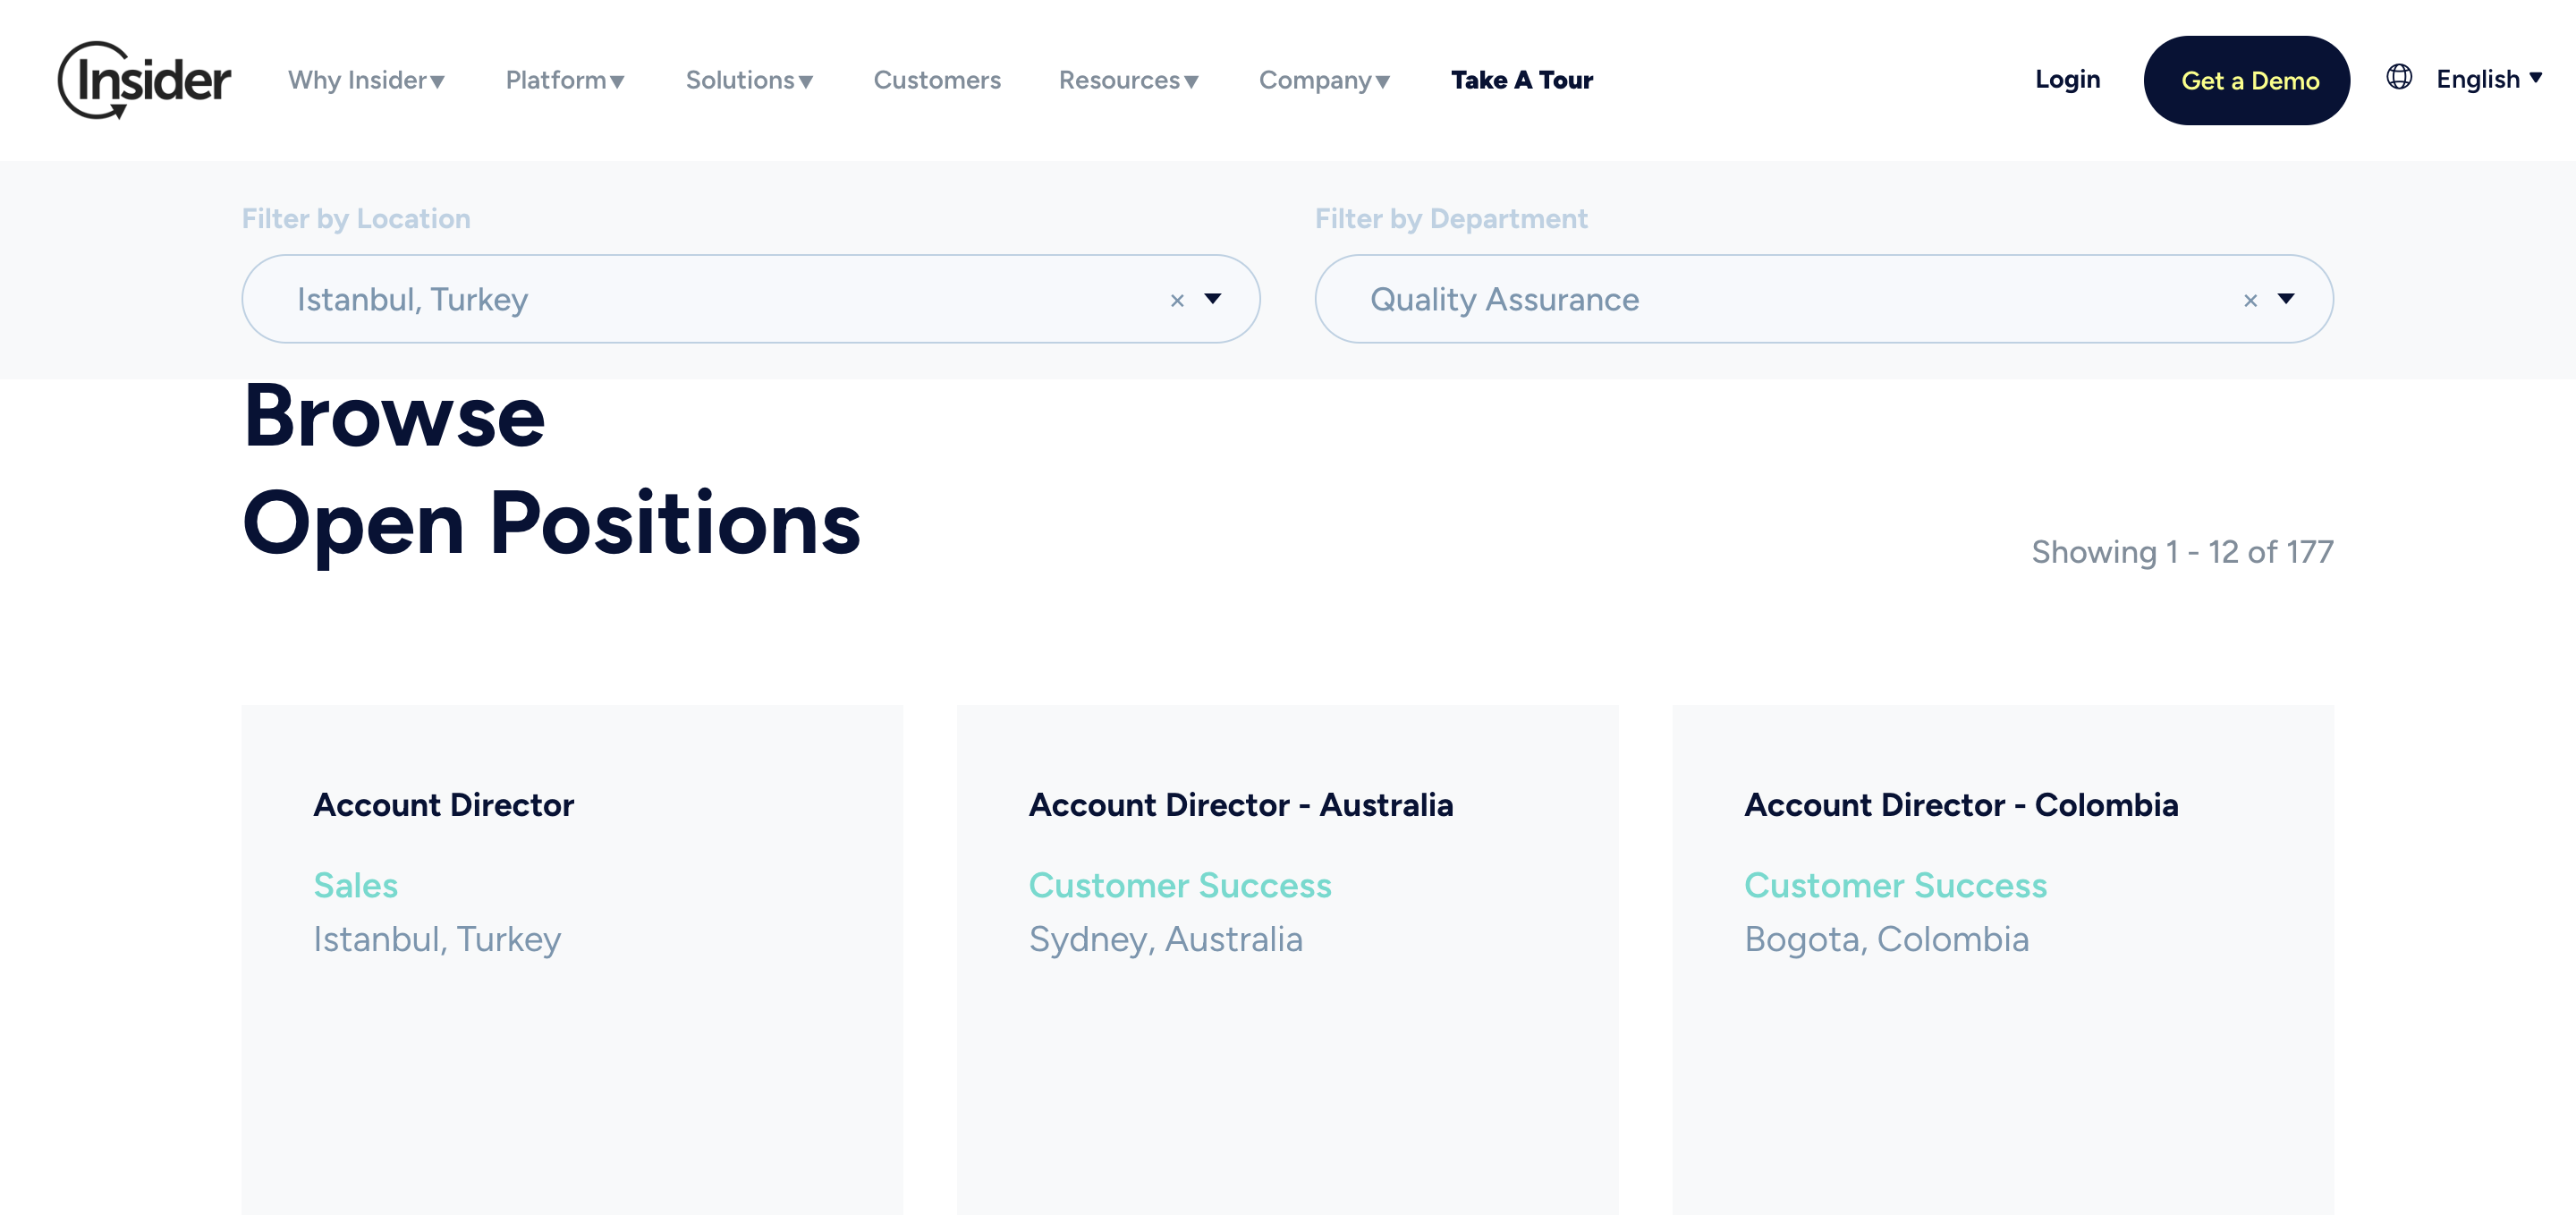 Insider
Why Insider Platform Solutions Customers Resources Company Take A Tour Login Get a Demo English
Filter by Location
Istanbul, Turkey
Filter by Department
Quality Assurance
Browse
Open Positions
Showing 1 - 12 of 177
Account Director
Sales
Istanbul, Turkey
Account Director - Australia
Customer Success
Sydney, Australia
Account Director - Colombia
Customer Success
Bogota, Colombia